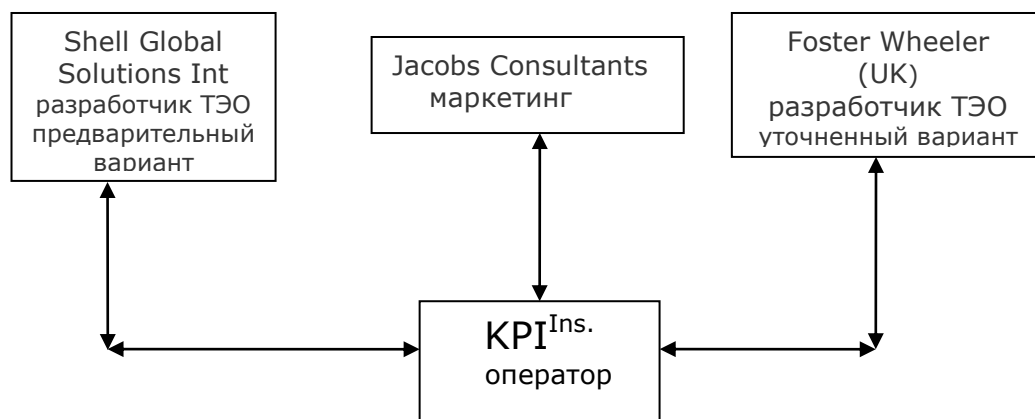 Shell Global
Solutions Int
разработчик ТЭО
предварительный
вариант
Jacobs Consultants
маркетинг
Foster Wheeler
(UK)
разработчик ТЭО
уточненный вариант
KPI Ins.
оператор